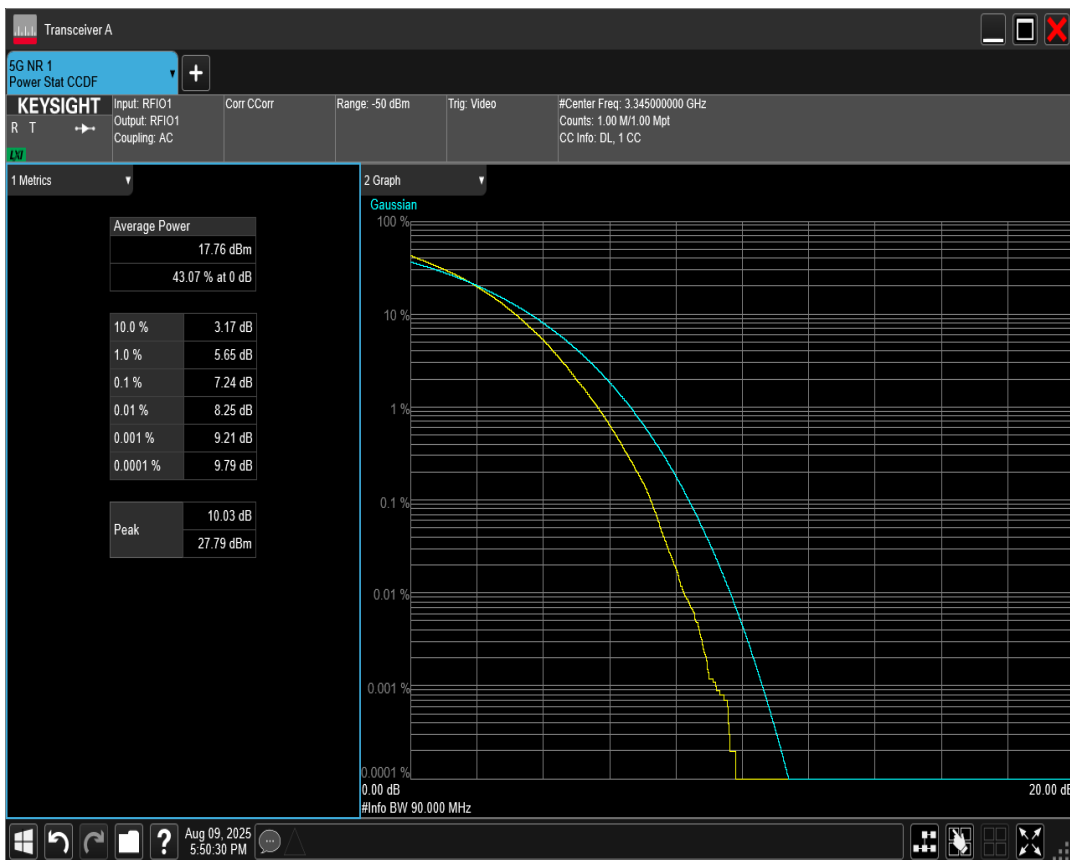 Transceiver A
5G NR 1
Power Stat CCDF
+
KEYSIGHT
R T
LXI
Input: RFIO1
Output: RFIO1
Coupling: AC
Corr CCorr
Range: -50 dBm
Trig: Video
#Center Freq: 3.345000000 GHz
Counts: 1.00 M/1.00 Mpt
CC Info: DL, 1 CC
1 Metrics
Average Power
17.76 dBm
43.07 % at 0 dB
10.0 % 3.17 dB
1.0 % 5.65 dB
0.1 % 7.24 dB
0.01 % 8.25 dB
0.001 % 9.21 dB
0.0001 % 9.79 dB
Peak
10.03 dB
27.79 dBm
2 Graph
Gaussian
100 %
10 %
1 %
0.1 %
0.01 %
0.001 %
0.0001 %
0.00 dB 20.00 dB
#Info BW 90.000 MHz
?
Aug 09, 2025
5:50:30 PM